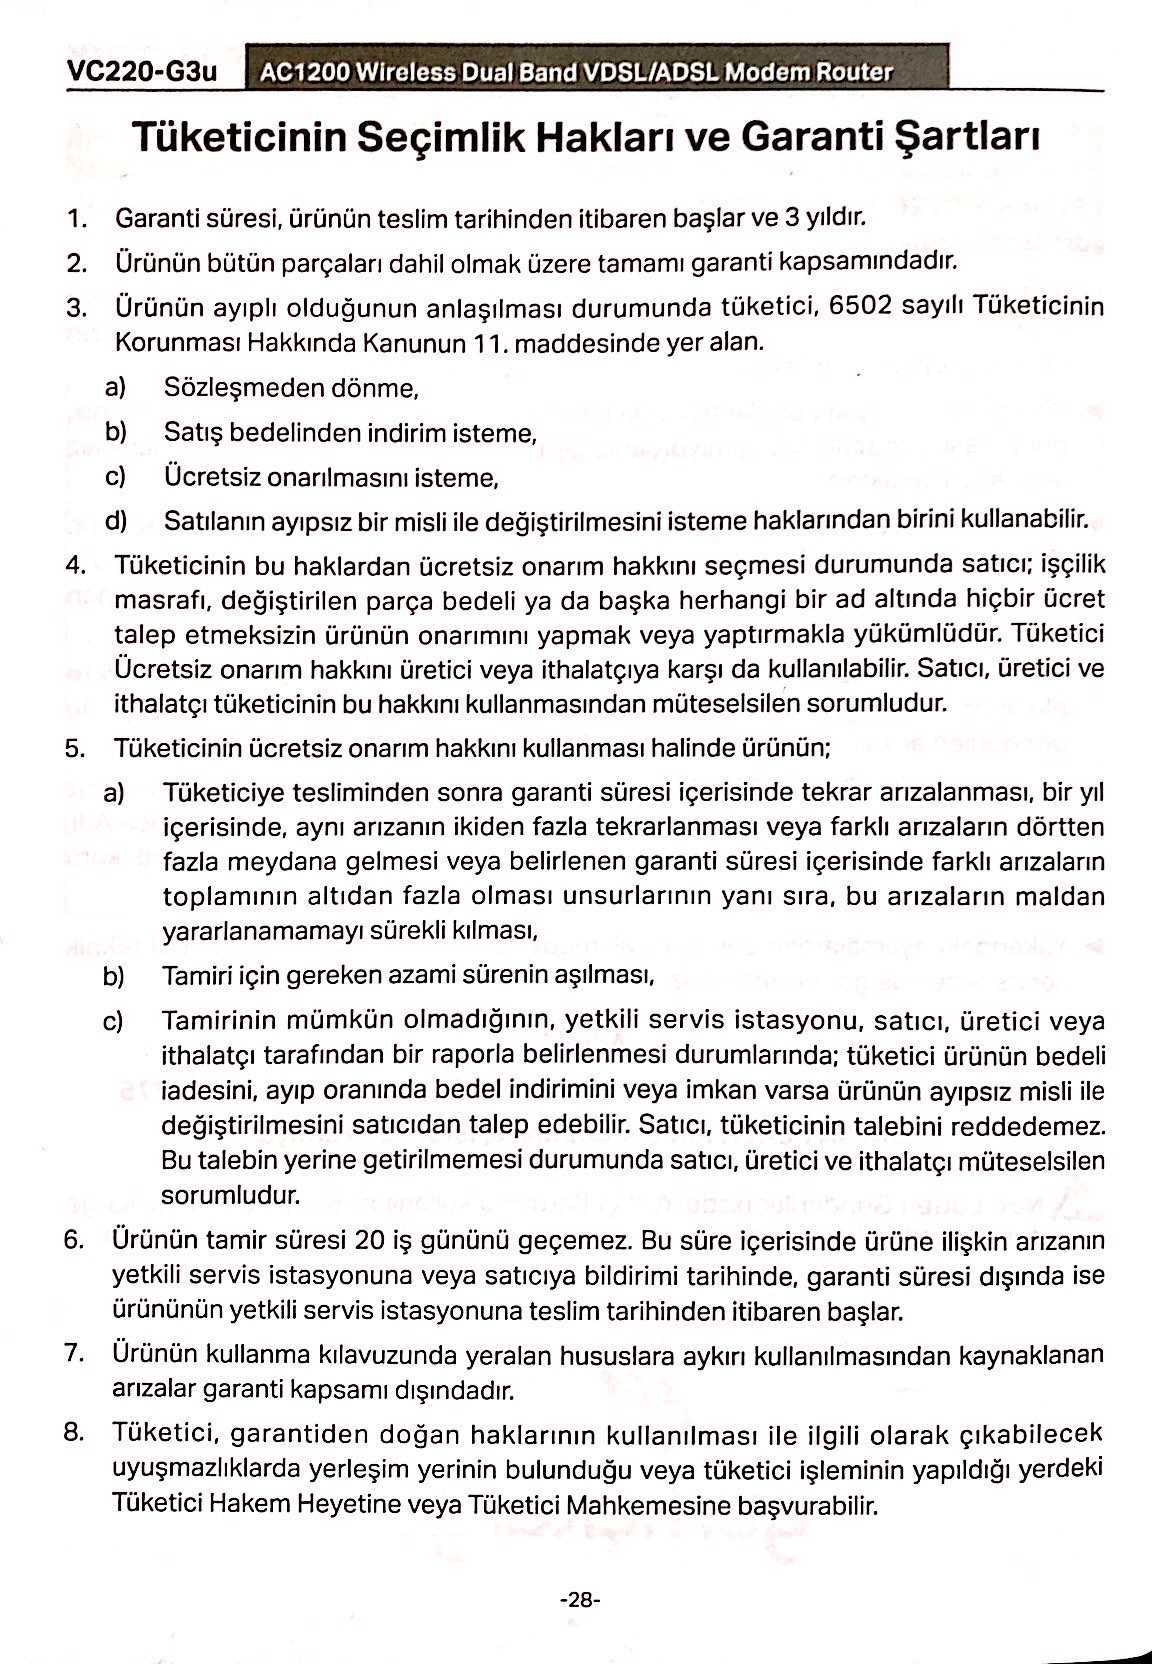 VC220-G3u AC1200 Wireless Dual Band VDSL/ADSL Modem Router
Tüketicinin Seçimlik Hakları ve Garanti Şartları
1. Garanti süresi, ürünün teslim tarihinden itibaren başlar ve 3 yıldır.
2. Ürünün bütün parçaları dahil olmak üzere tamamı garanti kapsamındadır.
3. Ürünün ayıplı olduğunun anlaşılması durumunda tüketici, 6502 sayılı Tüketicinin
Korunması Hakkında Kanunun 11. maddesinde yer alan.
a) Sözleşmeden dönme,
b) Satış bedelinden indirim isteme,
c) Ücretsiz onarılmasını isteme,
d) Satılanın ayıpsız bir misli ile değiştirilmesini isteme haklarından birini kullanabilir.
4. Tüketicinin bu haklardan ücretsiz onarım hakkını seçmesi durumunda satıcı; işçilik
masrafı, değiştirilen parça bedeli ya da başka herhangi bir ad altında hiçbir ücret
talep etmeksizin ürünün onarımını yapmak veya yaptırmakla yükümlüdür. Tüketici
Ücretsiz onarım hakkını üretici veya ithalatçıya karşı da kullanılabilir. Satıcı, üretici ve
ithalatçı tüketicinin bu hakkını kullanmasından müteselsilen sorumludur.
5. Tüketicinin ücretsiz onarım hakkını kullanması halinde ürünün;
a) Tüketiciye tesliminden sonra garanti süresi içerisinde tekrar arızalanması, bir yıl
içerisinde, aynı arızanın ikiden fazla tekrarlanması veya farklı arızaların dörtten
fazla meydana gelmesi veya belirlenen garanti süresi içerisinde farklı arızaların
toplamının altıdan fazla olması unsurlarının yanı sıra, bu arızaların maldan
yararlanamamayı sürekli kılması,
b) Tamiri için gereken azami sürenin aşılması,
c) Tamirinin mümkün olmadığının, yetkili servis istasyonu, satıcı, üretici veya
ithalatçı tarafından bir raporla belirlenmesi durumlarında; tüketici ürünün bedeli
iadesini, ayıp oranında bedel indirimini veya imkan varsa ürünün ayıpsız misli ile
değiştirilmesini satıcıdan talep edebilir. Satıcı, tüketicinin talebini reddedemez.
Bu talebin yerine getirilmemesi durumunda satıcı, üretici ve ithalatçı müteselsilen
sorumludur.
6. Ürünün tamir süresi 20 iş gününü geçemez. Bu süre içerisinde ürüne ilişkin arızanın
yetkili servis istasyonuna veya satıcıya bildirimi tarihinde, garanti süresi dışında ise
ürününün yetkili servis istasyonuna teslim tarihinden itibaren başlar.
7. Ürünün kullanma kılavuzunda yeralan hususlara aykırı kullanılmasından kaynaklanan
arızalar garanti kapsamı dışındadır.
8. Tüketici, garantiden doğan haklarının kullanılması ile ilgili olarak çıkabilecek
uyuşmazlıklarda yerleşim yerinin bulunduğu veya tüketici işleminin yapıldığı yerdeki
Tüketici Hakem Heyetine veya Tüketici Mahkemesine başvurabilir.
-28-